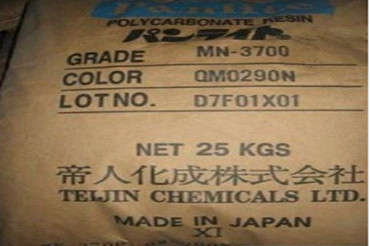 POLYCARBONATE RESIN
パンライト
GRADE MN-3700
COLOR QM0290N
LOT NO. D7F01X01
NET 25 KGS
帝人化成株式会社
TEIJIN CHEMICALS LTD.
MADE IN JAPAN
XI